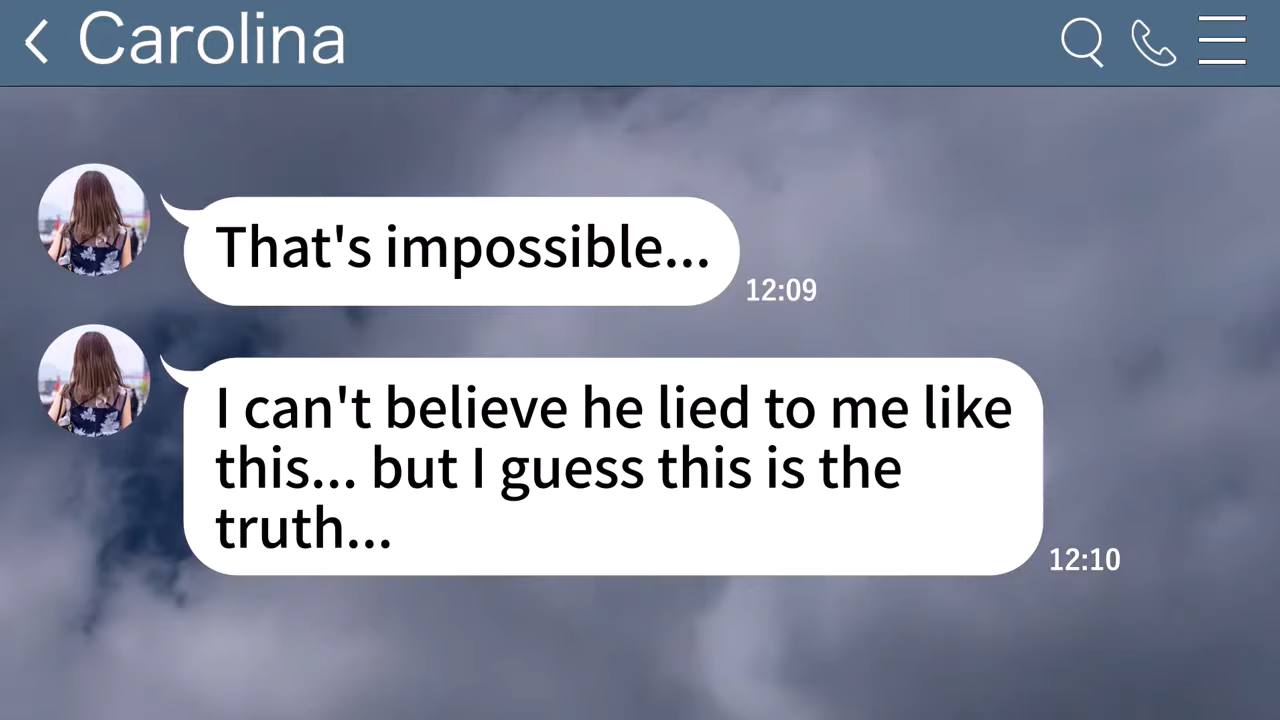 Carolina
That's impossible...
12:09
I can't believe he lied to me like
this... but I guess this is the
truth...
12:10